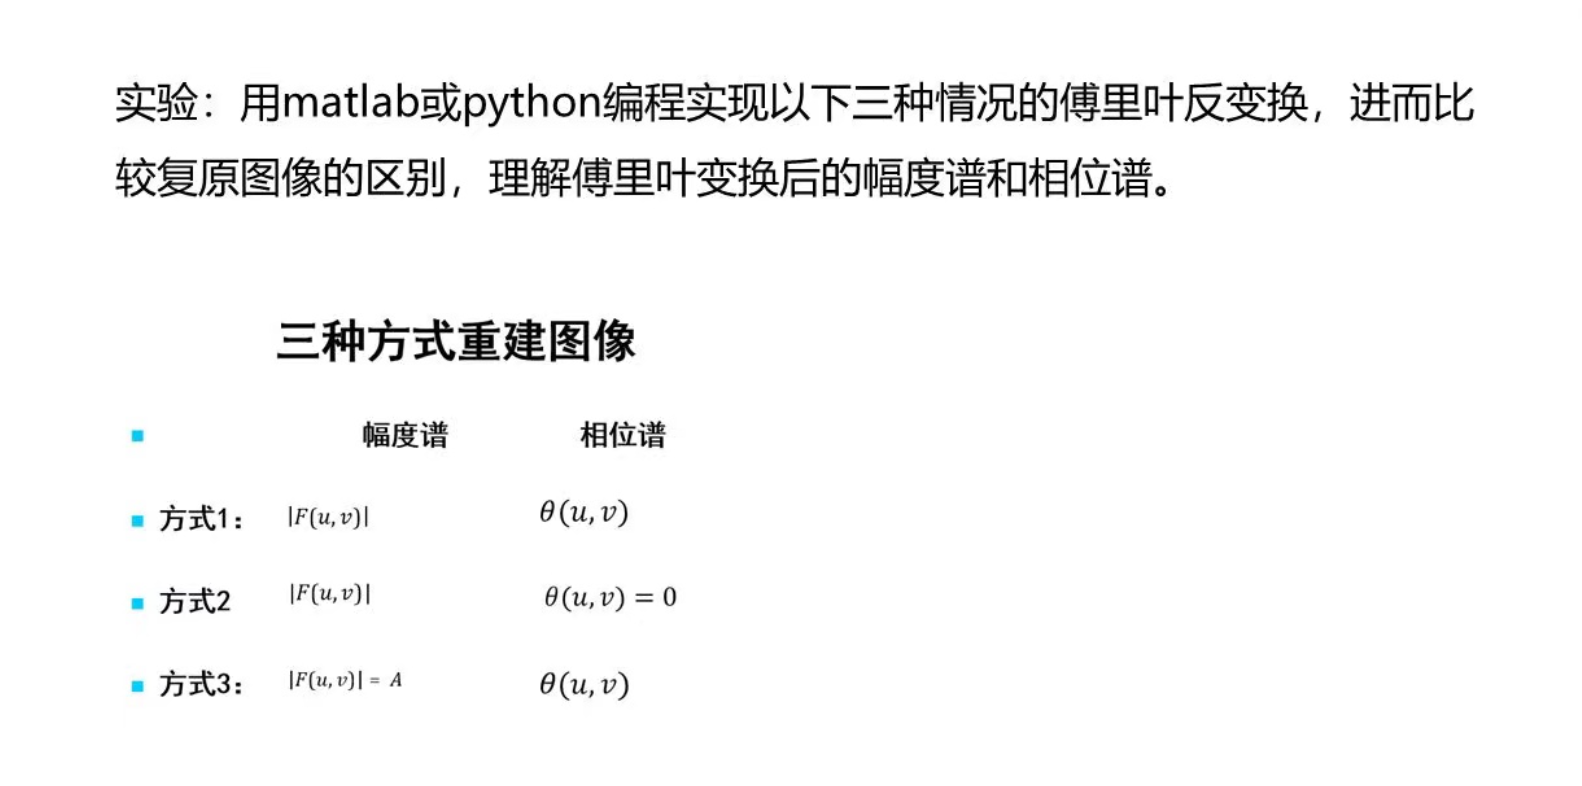 实验：用matlab或python编程实现以下三种情况的傅里叶反变换，进而比
较复原图像的区别，理解傅里叶变换后的幅度谱和相位谱。
三种方式重建图像
幅度谱 相位谱
方式1： |F(u,v)| θ(u,v)
方式2 |F(u,v)| θ(u,v) = 0
方式3： |F(u,v)| = A θ(u,v)